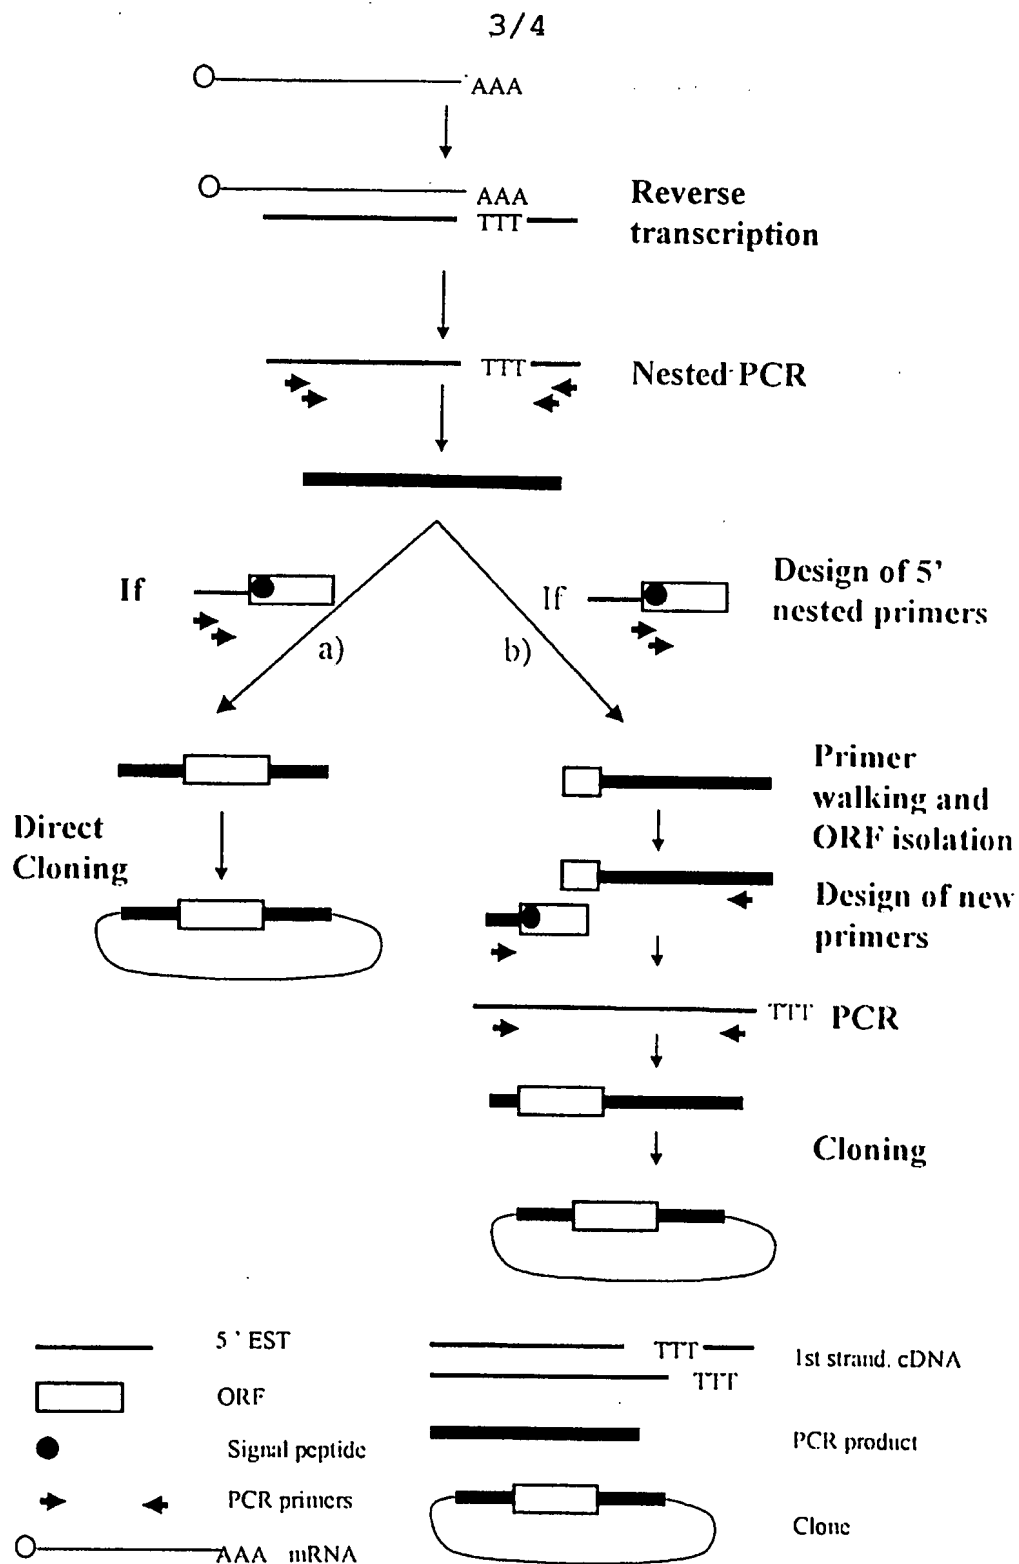 3/4
AAA
AAA
TTT
Reverse
transcription
TTT
Nested PCR
If
If
Design of 5'
nested primers
a)
b)
Primer
walking and
ORF isolation
Direct
Cloning
Design of new
primers
TTT
PCR
Cloning
5' EST
TTT
TTT
1st strand. cDNA
ORF
Signal peptide
PCR product
PCR primers
Clone
AAA mRNA